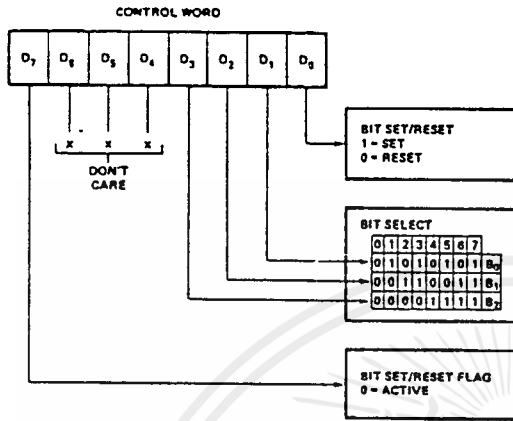 CONTROL WORD
D7 D6 D5 D4 D3 D2 D1 D0
X X X
DON'T
CARE
BIT SET/RESET
1 = SET
0 = RESET
BIT SELECT
0 1 2 3 4 5 6 7
0 1 0 1 0 1 0 1 B0
0 0 1 1 0 0 1 1 B1
0 0 0 0 1 1 1 1 B2
BIT SET/RESET FLAG
0 = ACTIVE